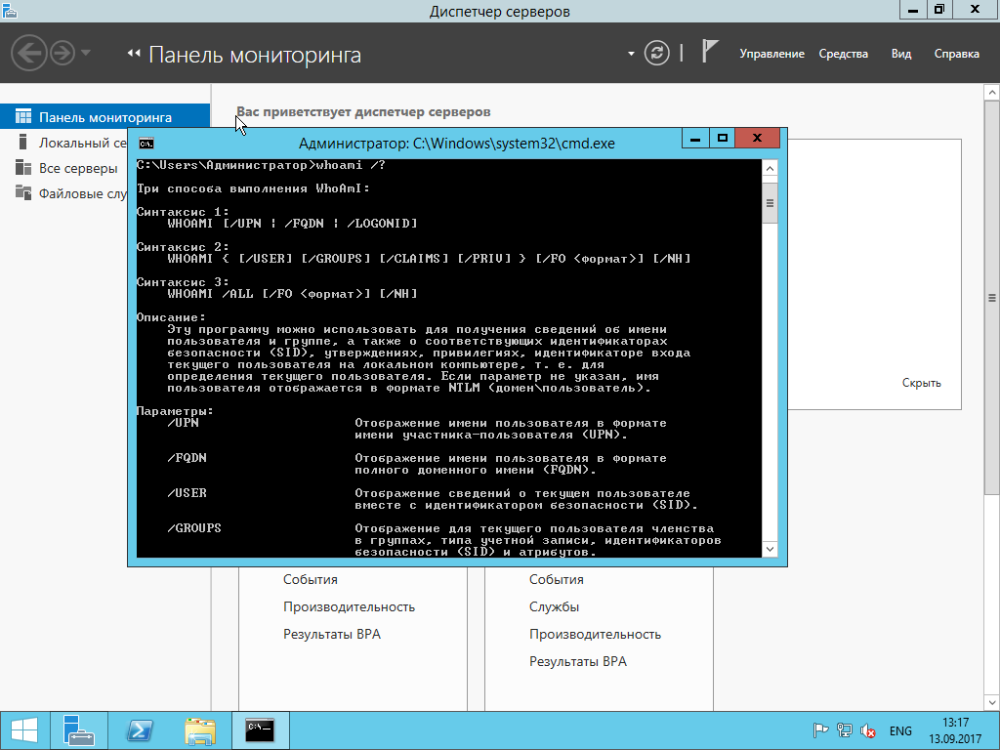 Диспетчер серверов
Панель мониторинга
Управление Средства Вид Справка
Панель мониторинга
Локальный се
Все серверы
Файловые слу
Вас приветствует диспетчер серверов
Администратор: C:\Windows\system32\cmd.exe
C:\Users\Администратор>whoami /?
Три способа выполнения WhoAmI:
Синтаксис 1:
WHOAMI [/UPN | /FQDN | /LOGONID]
Синтаксис 2:
WHOAMI { [/USER] [/GROUPS] [/CLAIMS] [/PRIV] } [/FO <формат>] [/NH]
Синтаксис 3:
WHOAMI /ALL [/FO <формат>] [/NH]
Описание:
Эту программу можно использовать для получения сведений об имени
пользователя и группе, а также о соответствующих идентификаторах
безопасности (SID), утверждениях, привилегиях, идентификаторе входа
текущего пользователя на локальном компьютере, т. е. для
определения текущего пользователя. Если параметр не указан, имя
пользователя отображается в формате NTLM (домен\пользователь).
Параметры:
/UPN Отображение имени пользователя в формате
имени участника-пользователя (UPN).
/FQDN Отображение имени пользователя в формате
полного доменного имени (FQDN).
/USER Отображение сведений о текущем пользователе
вместе с идентификатором безопасности (SID).
/GROUPS Отображение для текущего пользователя членства
в группах, типа учетной записи, идентификаторов
безопасности (SID) и атрибутов.
Скрыть
События
Производительность
Результаты BPA
События
Службы
Производительность
Результаты BPA
ENG
13:17
13.09.2017